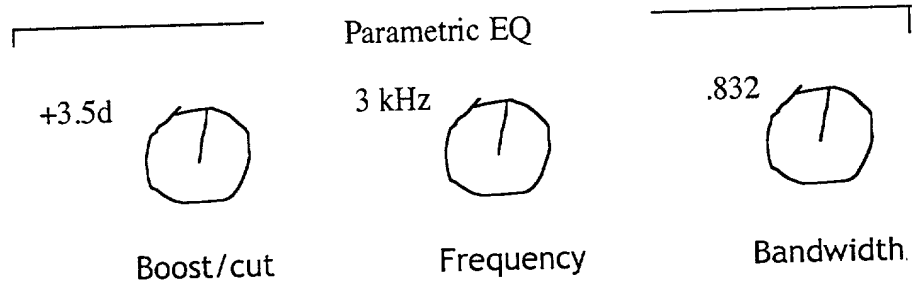 Parametric EQ
+3.5d
3 kHz
.832
Boost/cut
Frequency
Bandwidth